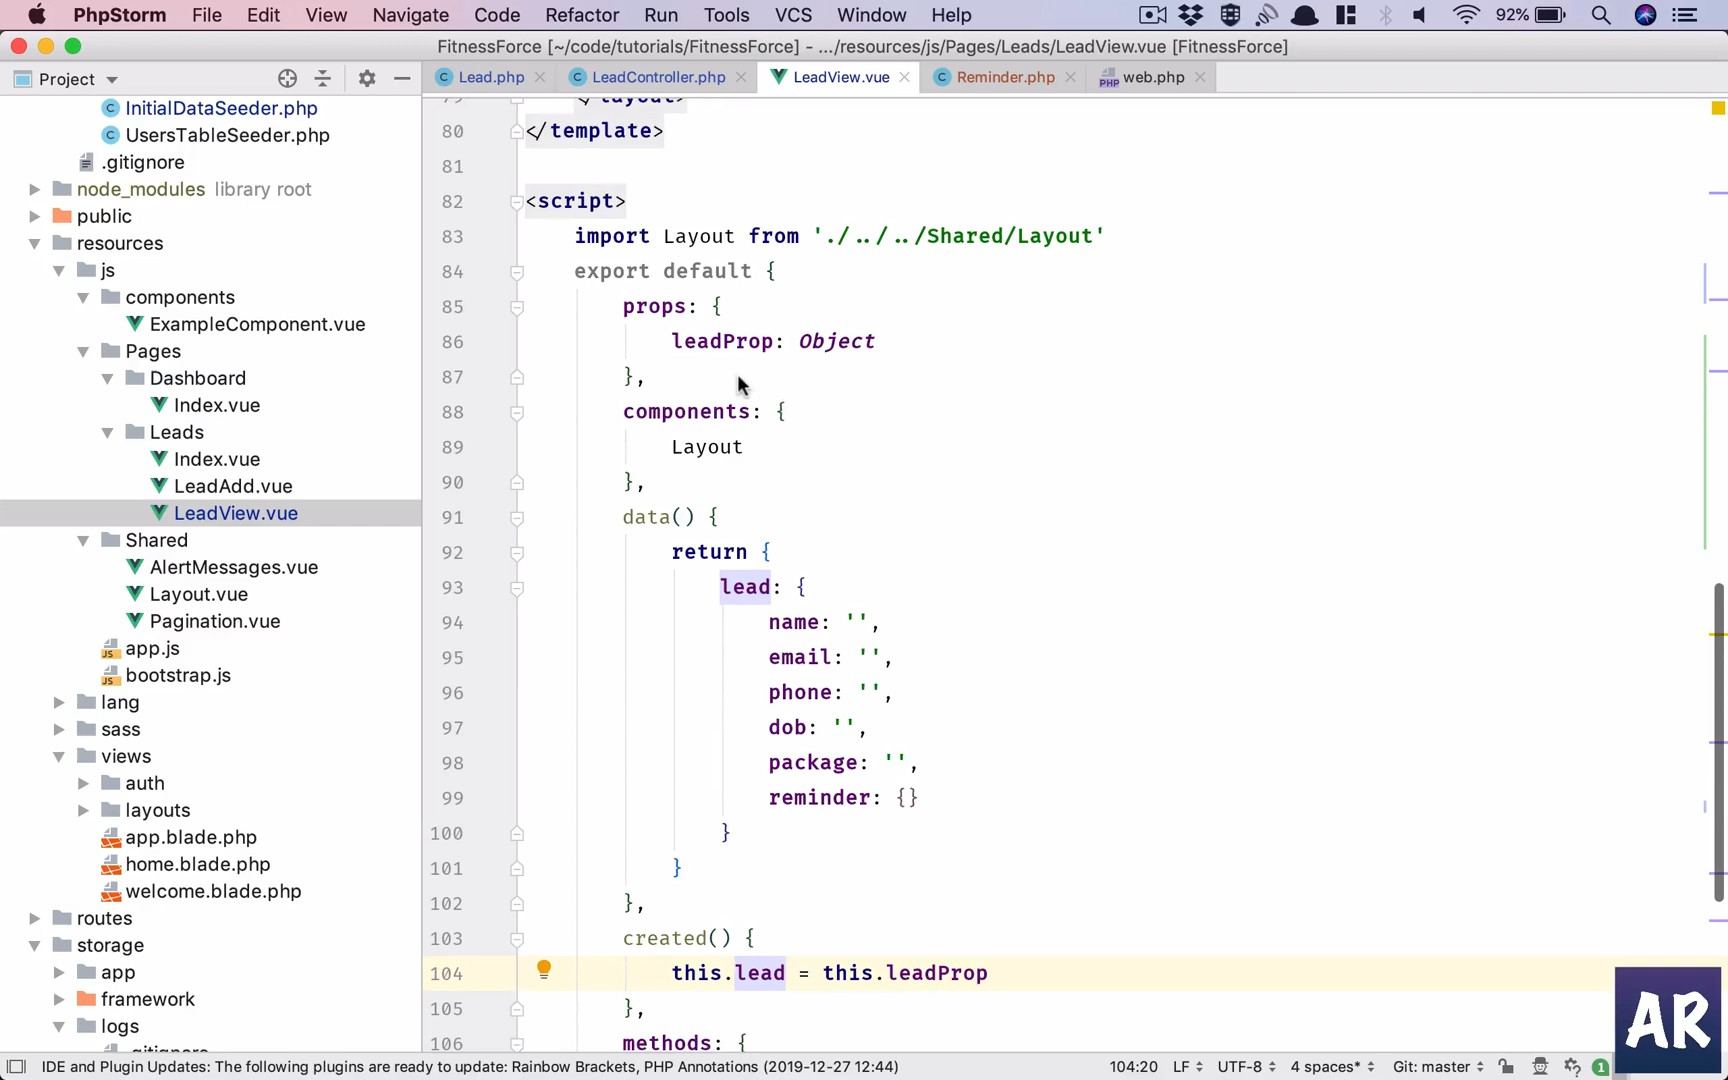 PhpStorm File Edit View Navigate Code Refactor Run Tools VCS Window Help 92%
FitnessForce [~/code/tutorials/FitnessForce] - .../resources/js/Pages/Leads/LeadView.vue [FitnessForce]
Project
Lead.php LeadController.php LeadView.vue Reminder.php web.php
InitialDataSeeder.php
UsersTableSeeder.php
.gitignore
node_modules library root
public
resources
js
components
ExampleComponent.vue
Pages
Dashboard
Index.vue
Leads
Index.vue
LeadAdd.vue
LeadView.vue
Shared
AlertMessages.vue
Layout.vue
Pagination.vue
app.js
bootstrap.js
lang
sass
views
auth
layouts
app.blade.php
home.blade.php
welcome.blade.php
routes
storage
app
framework
logs
.gitignore
79 </layout>
80 </template>
81
82 <script>
83 import Layout from './../../Shared/Layout'
84 export default {
85 props: {
86 leadProp: Object
87 },
88 components: {
89 Layout
90 },
91 data() {
92 return {
93 lead: {
94 name: '',
95 email: '',
96 phone: '',
97 dob: '',
98 package: '',
99 reminder: {}
100 }
101 }
102 },
103 created() {
104 this.lead = this.leadProp
105 },
106 methods: {
AR
IDE and Plugin Updates: The following plugins are ready to update: Rainbow Brackets, PHP Annotations (2019-12-27 12:44) 104:20 LF UTF-8 4 spaces* Git: master 1